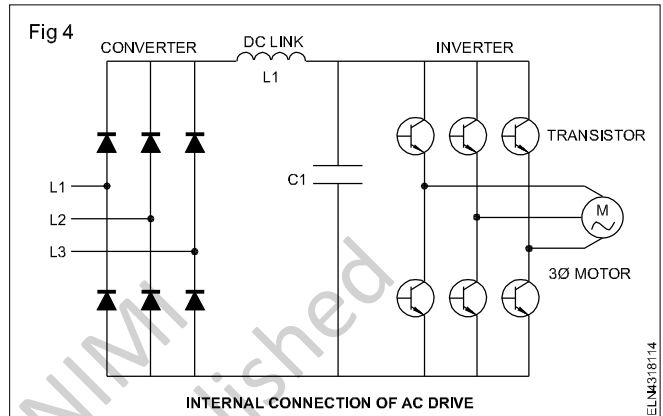 Fig 4
CONVERTER
DC LINK
L1
INVERTER
TRANSISTOR
C1
L1
L2
L3
M
3Ø MOTOR
NIMI
INTERNAL CONNECTION OF AC DRIVE
ELN4318114